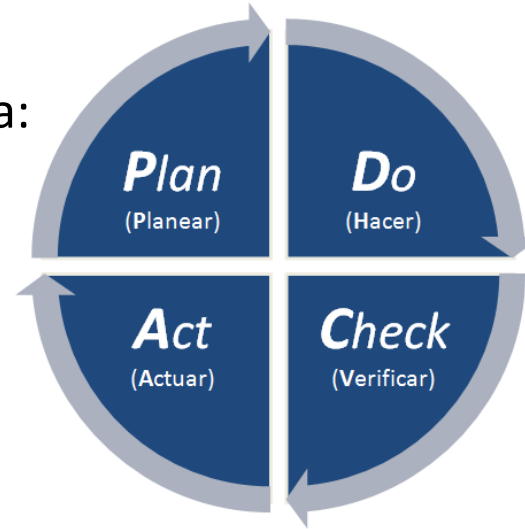 a:
Plan
(Planear)
Do
(Hacer)
Act
(Actuar)
Check
(Verificar)